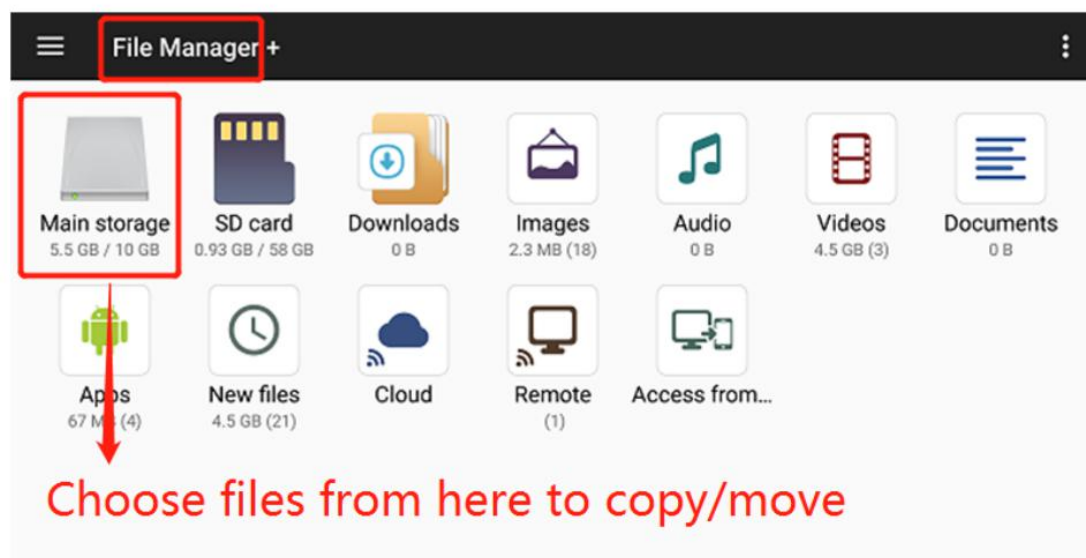 File Manager +
Main storage
5.5 GB / 10 GB
SD card
0.93 GB / 58 GB
Downloads
0 B
Images
2.3 MB (18)
Audio
0 B
Videos
4.5 GB (3)
Documents
0 B
Apps
67 MB (4)
New files
4.5 GB (21)
Cloud
Remote
(1)
Access from...
Choose files from here to copy/move